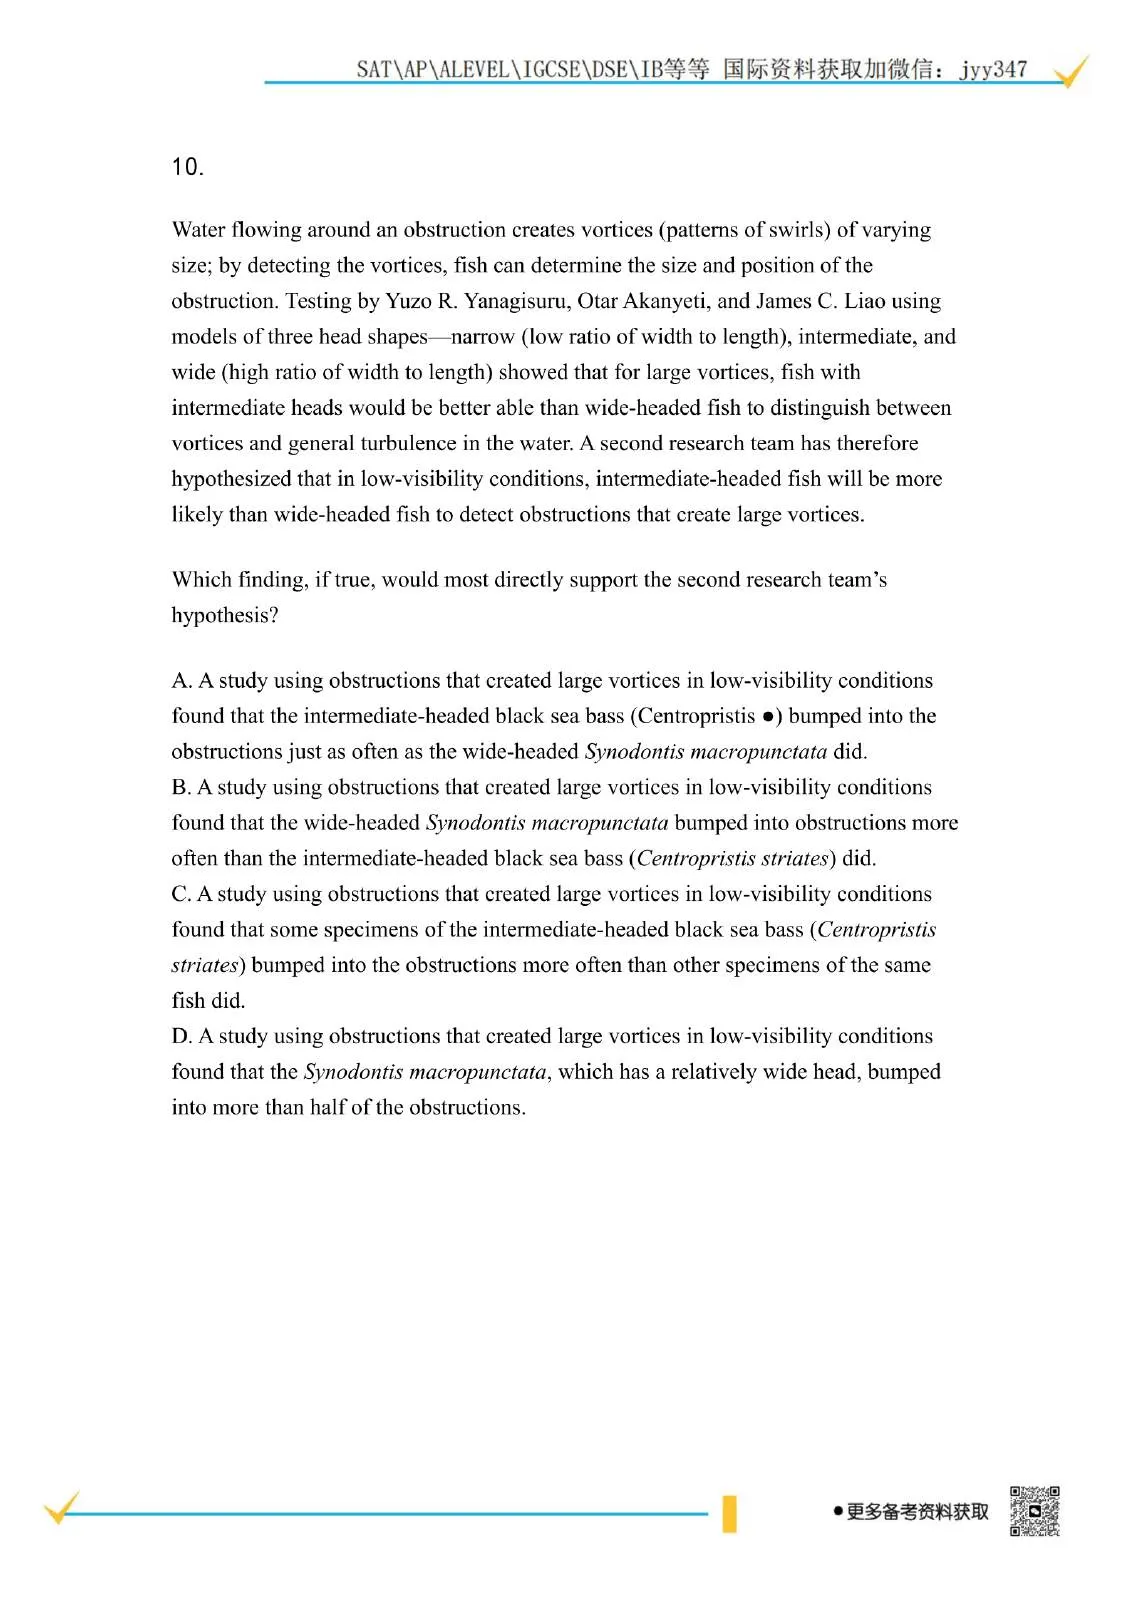 SAT\AP\ALEVEL\IGCSE\DSE\IB等等 国际资料获取加微信: jyy347
10.
Water flowing around an obstruction creates vortices (patterns of swirls) of varying
size; by detecting the vortices, fish can determine the size and position of the
obstruction. Testing by Yuzo R. Yanagisuru, Otar Akanyeti, and James C. Liao using
models of three head shapes—narrow (low ratio of width to length), intermediate, and
wide (high ratio of width to length) showed that for large vortices, fish with
intermediate heads would be better able than wide-headed fish to distinguish between
vortices and general turbulence in the water. A second research team has therefore
hypothesized that in low-visibility conditions, intermediate-headed fish will be more
likely than wide-headed fish to detect obstructions that create large vortices.
Which finding, if true, would most directly support the second research team’s
hypothesis?
A. A study using obstructions that created large vortices in low-visibility conditions
found that the intermediate-headed black sea bass (Centropristis ●) bumped into the
obstructions just as often as the wide-headed Synodontis macropunctata did.
B. A study using obstructions that created large vortices in low-visibility conditions
found that the wide-headed Synodontis macropunctata bumped into obstructions more
often than the intermediate-headed black sea bass (Centropristis striates) did.
C. A study using obstructions that created large vortices in low-visibility conditions
found that some specimens of the intermediate-headed black sea bass (Centropristis
striates) bumped into the obstructions more often than other specimens of the same
fish did.
D. A study using obstructions that created large vortices in low-visibility conditions
found that the Synodontis macropunctata, which has a relatively wide head, bumped
into more than half of the obstructions.
●更多备考资料获取